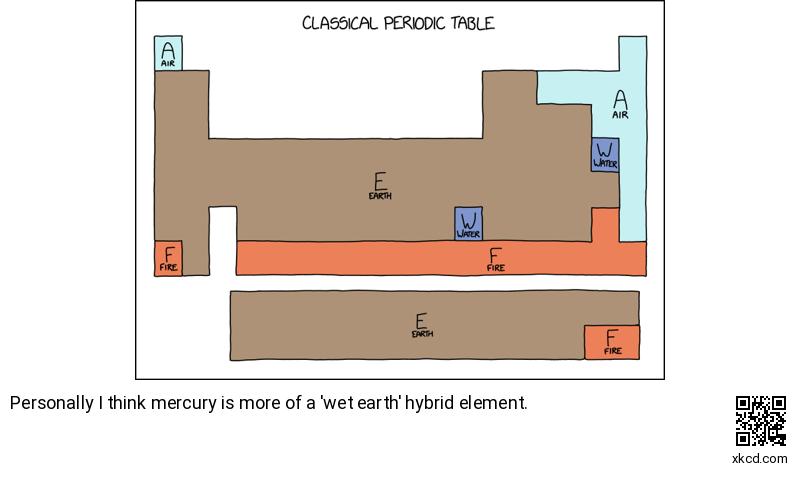 CLASSICAL PERIODIC TABLE
A
AIR
A
AIR
W
WATER
E
EARTH
W
WATER
F
FIRE
F
FIRE
E
EARTH
F
FIRE
Personally I think mercury is more of a 'wet earth' hybrid element.
xkcd.com